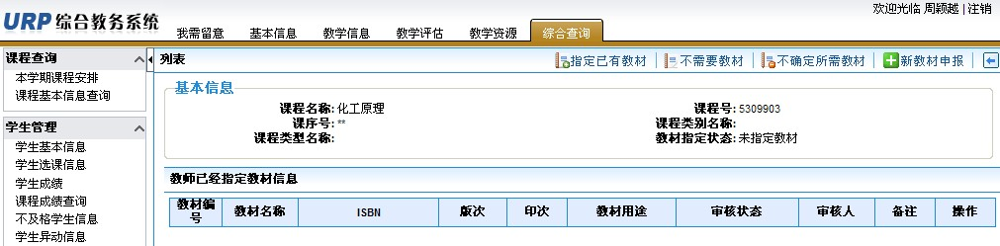 URP 综合教务系统
欢迎光临 周颖越 | 注销
我需留意 基本信息 教学信息 教学评估 教学资源 综合查询
课程查询
本学期课程安排
课程基本信息查询
学生管理
学生基本信息
学生选课信息
学生成绩
课程成绩查询
不及格学生信息
学生异动信息
列表 指定已有教材 不需要教材 不确定所需教材 新教材申报
基本信息
课程名称: 化工原理 课程号: 5309903
课序号: ** 课程类别名称:
课程类型名称: 教材指定状态: 未指定教材
教师已经指定教材信息
教材编号 教材名称 ISBN 版次 印次 教材用途 审核状态 审核人 备注 操作